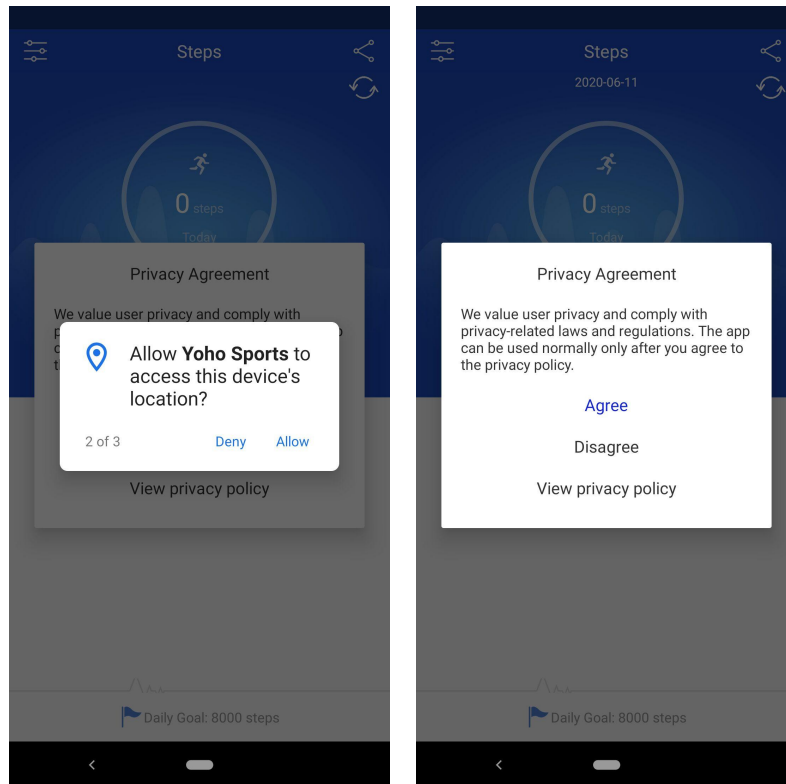 Steps
0 steps
Today
Privacy Agreement
We value user privacy and comply with
Allow Yoho Sports to
access this device's
location?
2 of 3
Deny
Allow
View privacy policy
Daily Goal: 8000 steps
Steps
2020-06-11
0 steps
Today
Privacy Agreement
We value user privacy and comply with
privacy-related laws and regulations. The app
can be used normally only after you agree to
the privacy policy.
Agree
Disagree
View privacy policy
Daily Goal: 8000 steps